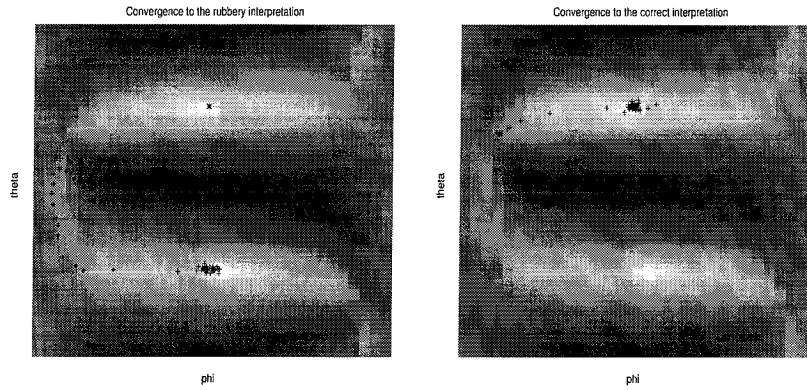 Convergence to the rubbery interpretation
theta
phi
Convergence to the correct interpretation
theta
phi